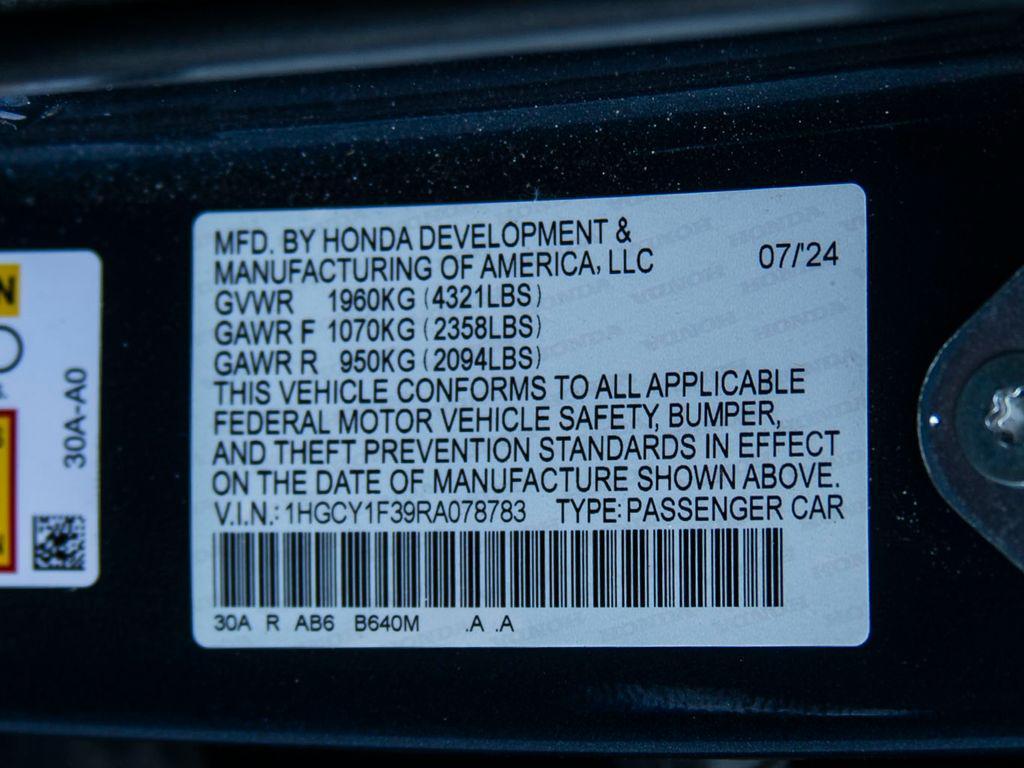 MFD. BY HONDA DEVELOPMENT &
MANUFACTURING OF AMERICA, LLC 07/'24
GVWR 1960KG (4321LBS)
GAWR F 1070KG (2358LBS)
GAWR R 950KG (2094LBS)
THIS VEHICLE CONFORMS TO ALL APPLICABLE
FEDERAL MOTOR VEHICLE SAFETY, BUMPER,
AND THEFT PREVENTION STANDARDS IN EFFECT
ON THE DATE OF MANUFACTURE SHOWN ABOVE.
V.I.N.: 1HGCY1F39RA078783 TYPE: PASSENGER CAR
30A R AB6 B640M .A .A
30A-A0